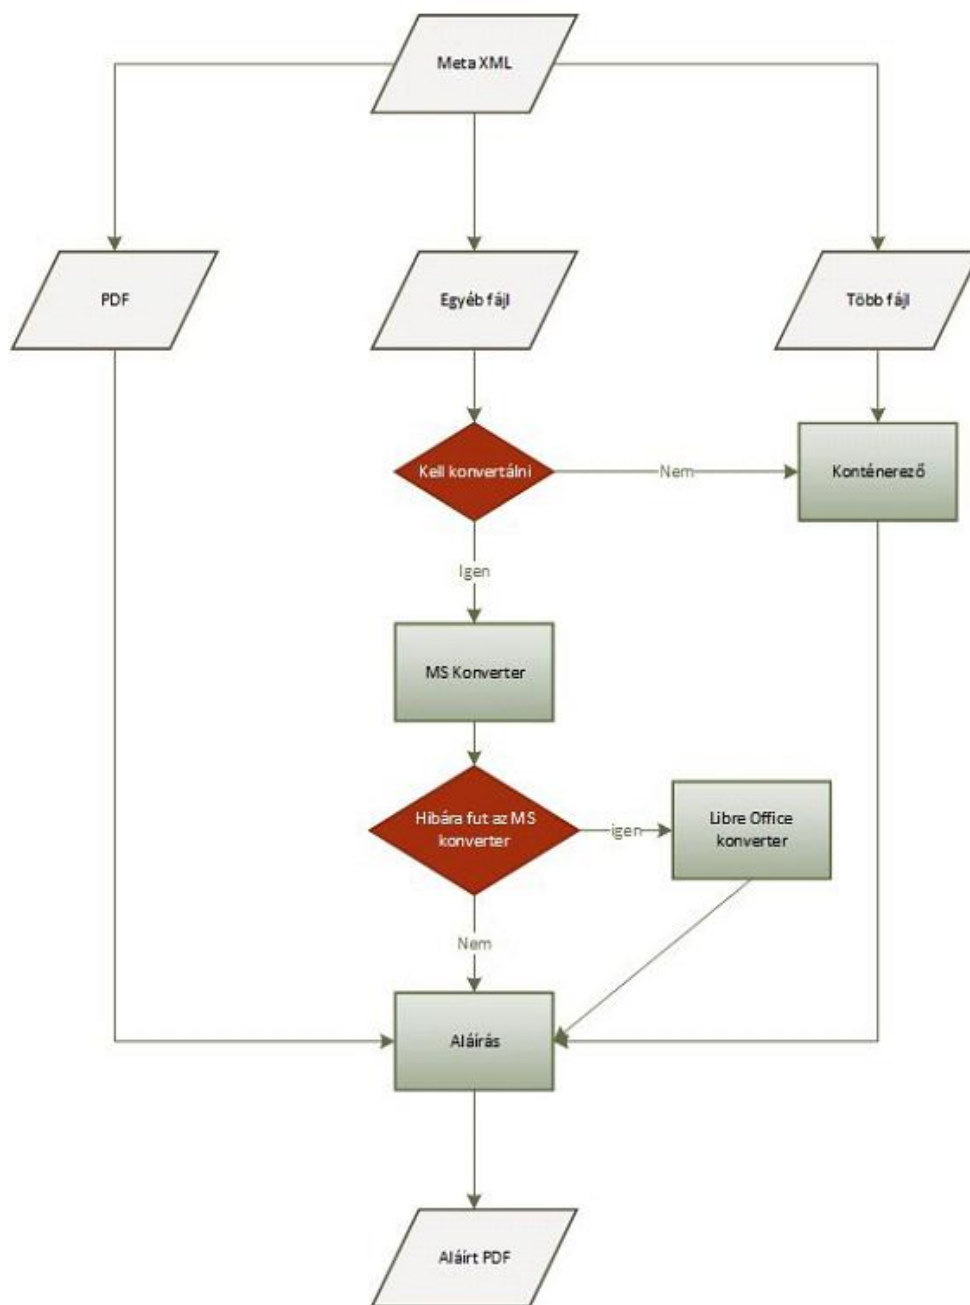 Meta XML
PDF
Egyéb fájl
Több fájl
Kell konvertálni
Nem
Konténerező
Igen
MS Konverter
Hibára fut az MS
konverter
igen
Libre Office
konverter
Nem
Aláírás
Aláírt PDF